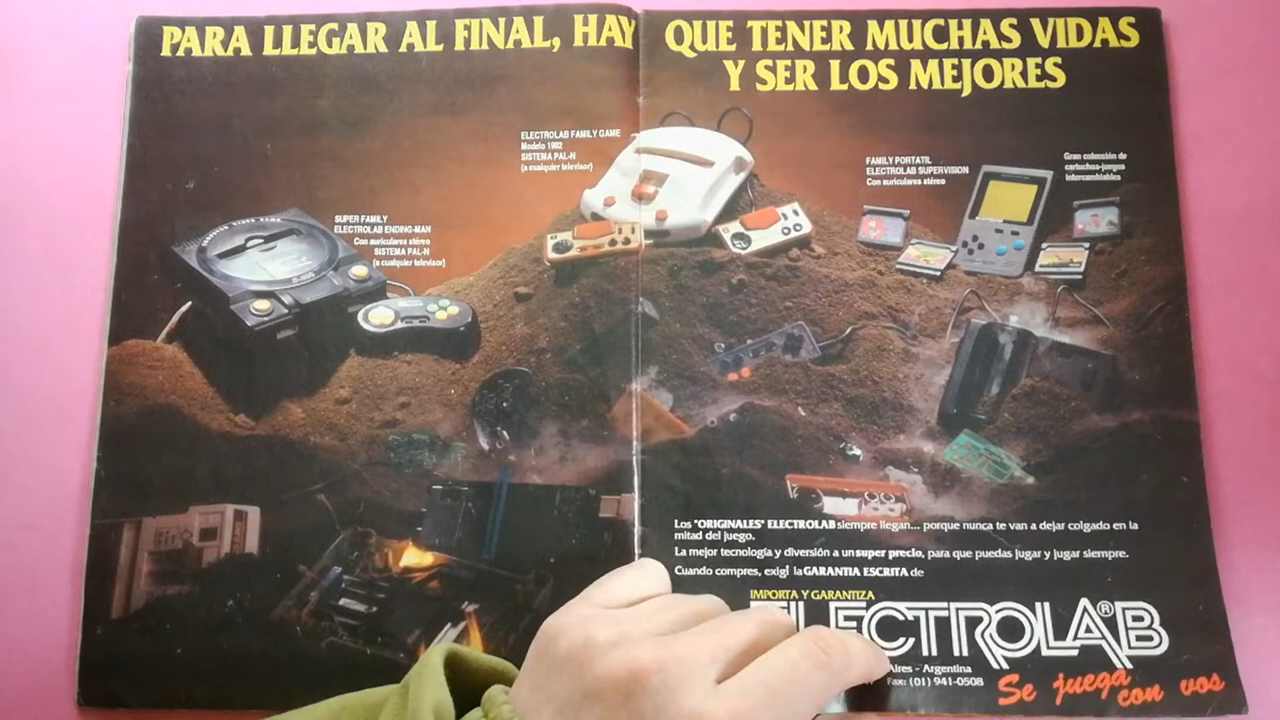 PARA LLEGAR AL FINAL, HAY QUE TENER MUCHAS VIDAS
Y SER LOS MEJORES
ELECTROLAB FAMILY GAME
Modelo 1992
SISTEMA PAL-N
(a cualquier televisor)
FAMILY PORTATIL
ELECTROLAB SUPERVISION
Con auriculares stéreo
Gran colección de
cartuchos-juegos
intercambiables
SUPER FAMILY
ELECTROLAB ENDING-MAN
Con auriculares stéreo
SISTEMA PAL-N
(a cualquier televisor)
Los "ORIGINALES" ELECTROLAB siempre llegan... porque nunca te van a dejar colgado en la
mitad del juego.
La mejor tecnología y diversión a un super precio, para que puedas jugar y jugar siempre.
Cuando compres, exigí la GARANTIA ESCRITA de
IMPORTA Y GARANTIZA
ELECTROLAB®
Aires - Argentina
Fax: (01) 941-0508
Se juega
con vos